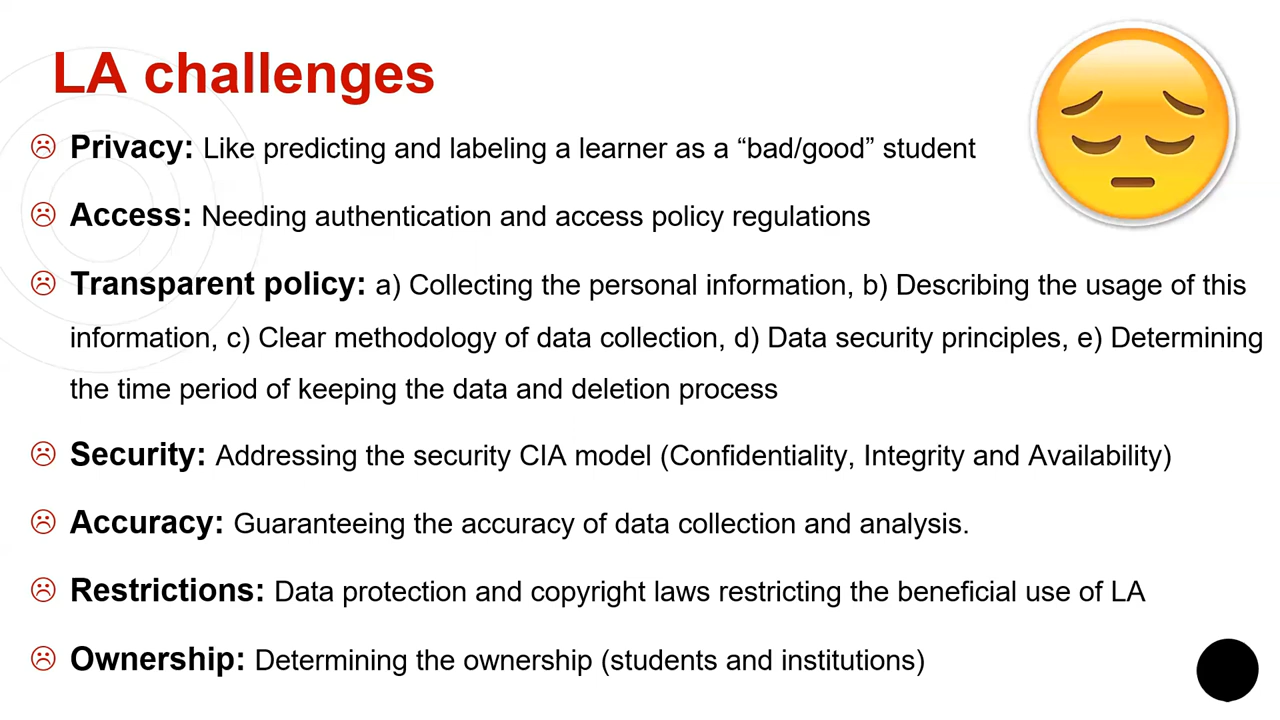 LA challenges
Privacy: Like predicting and labeling a learner as a “bad/good” student
Access: Needing authentication and access policy regulations
Transparent policy: a) Collecting the personal information, b) Describing the usage of this
information, c) Clear methodology of data collection, d) Data security principles, e) Determining
the time period of keeping the data and deletion process
Security: Addressing the security CIA model (Confidentiality, Integrity and Availability)
Accuracy: Guaranteeing the accuracy of data collection and analysis.
Restrictions: Data protection and copyright laws restricting the beneficial use of LA
Ownership: Determining the ownership (students and institutions)